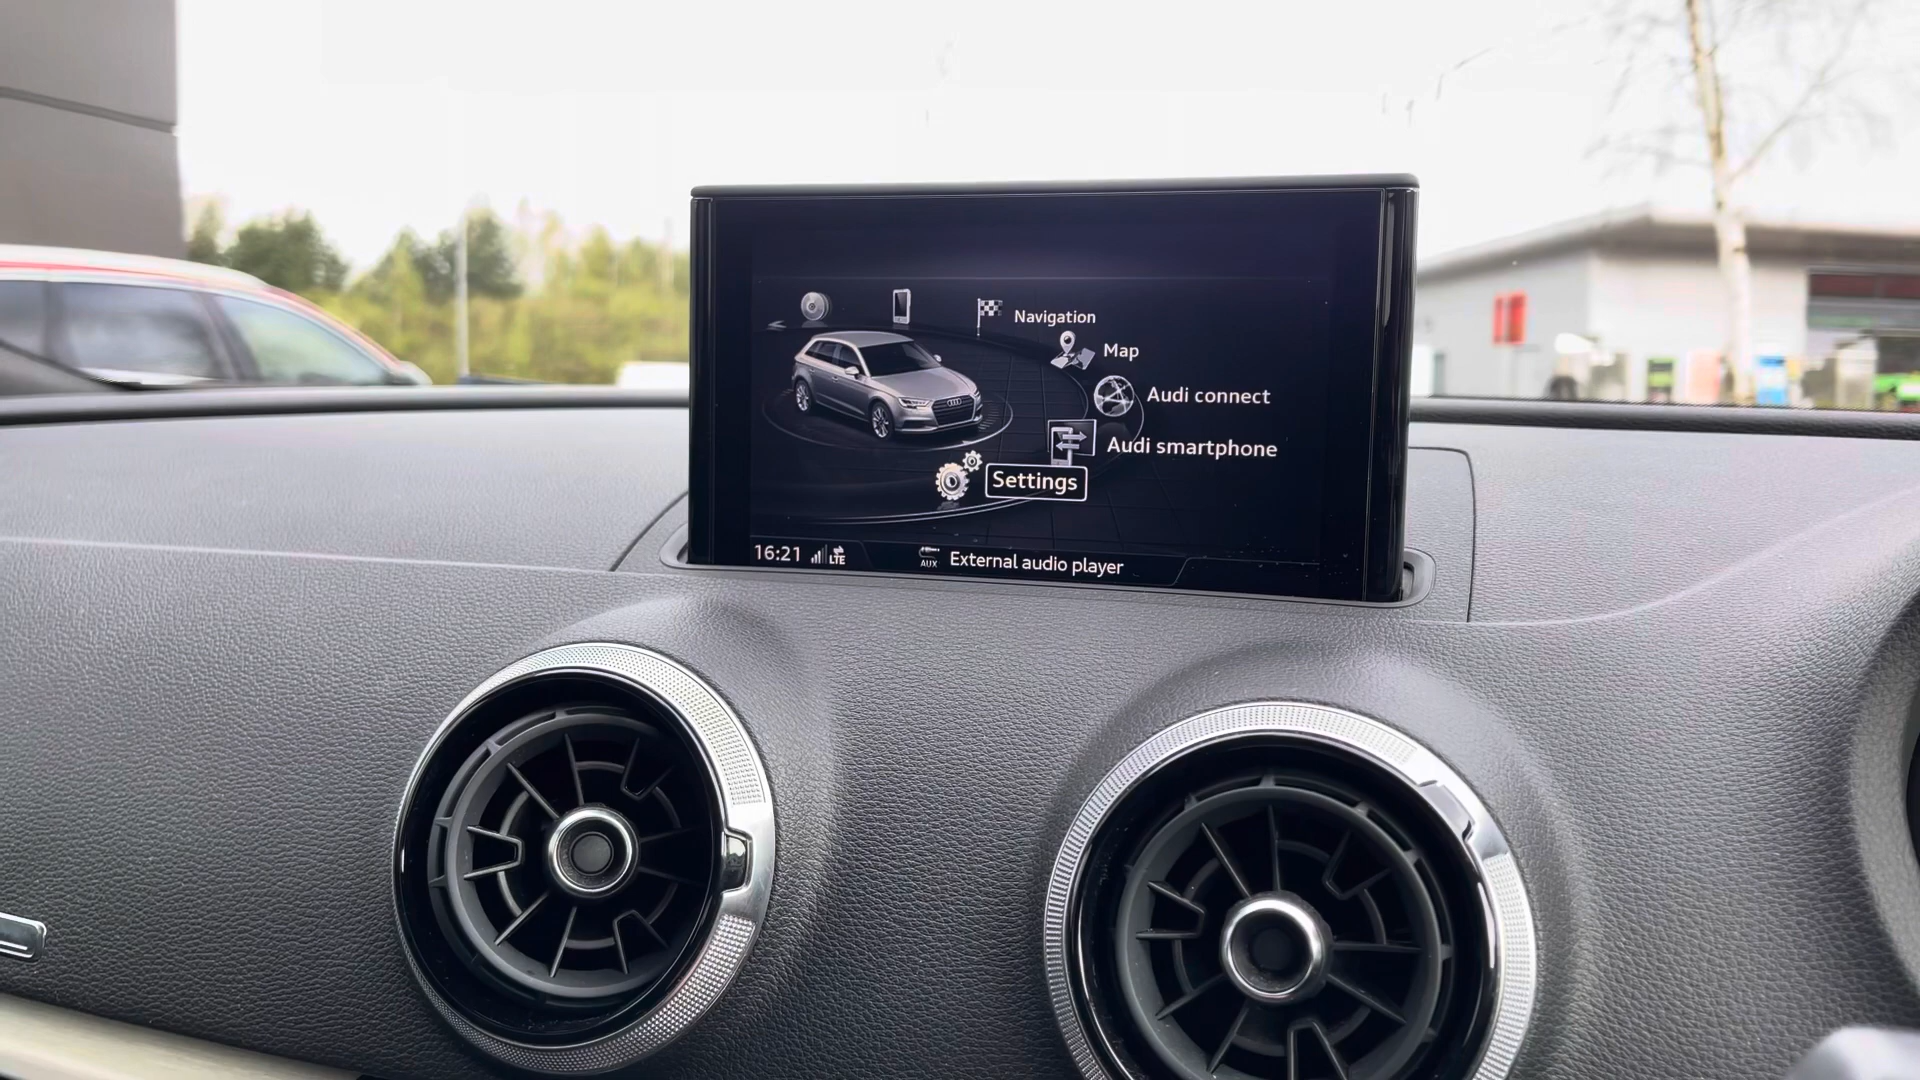 Navigation
Map
Audi connect
Audi smartphone
Settings
16:21 LTE
AUX External audio player